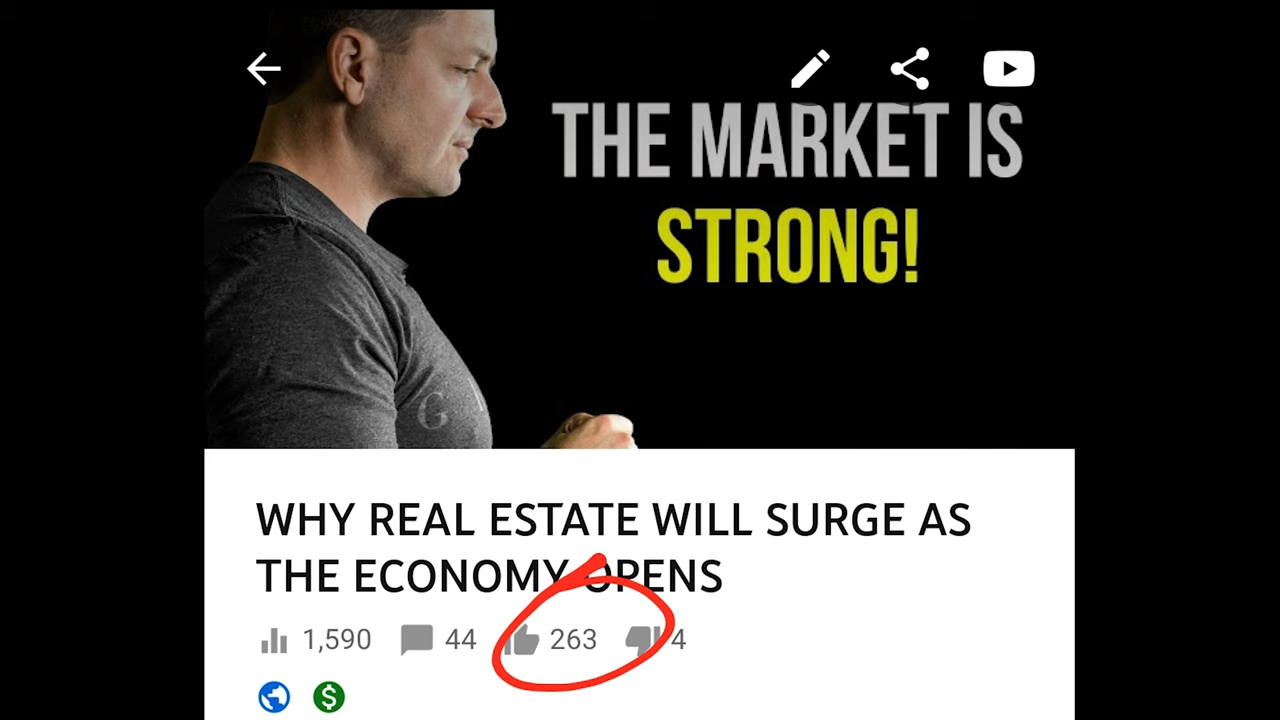 THE MARKET IS
STRONG!
G
WHY REAL ESTATE WILL SURGE AS
THE ECONOMY OPENS
1,590 44 263 4
$